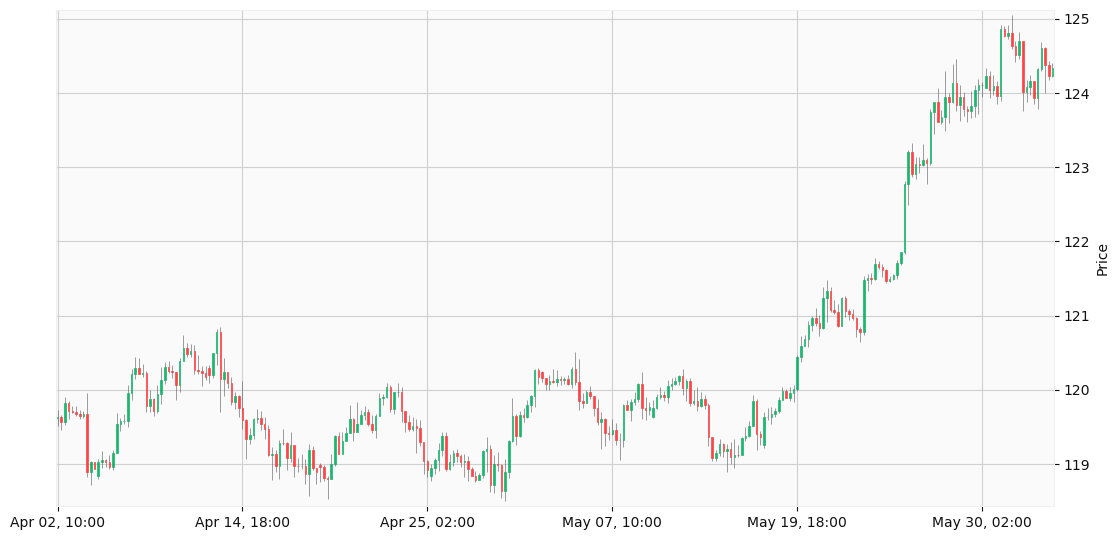 125
124
123
122
121
120
119
Price
Apr 02, 10:00
Apr 14, 18:00
Apr 25, 02:00
May 07, 10:00
May 19, 18:00
May 30, 02:00